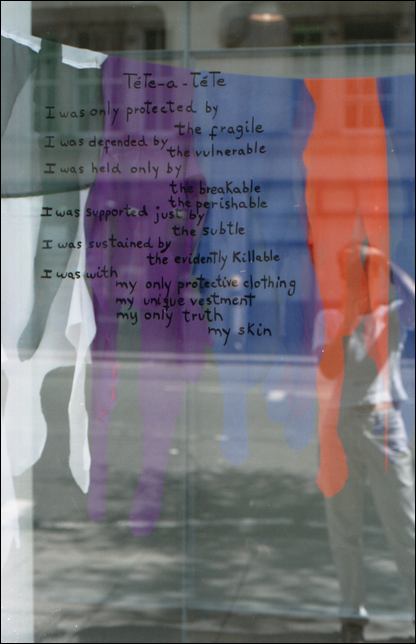 Téte-a-téte
I was only protected by
the fragile
I was defended by
the vulnerable
I was held only by
the breakable
the perishable
I was supported just by
the subtle
I was sustained by
the evidently killable
I was with
my only protective clothing
my unique vestment
my only truth
my skin